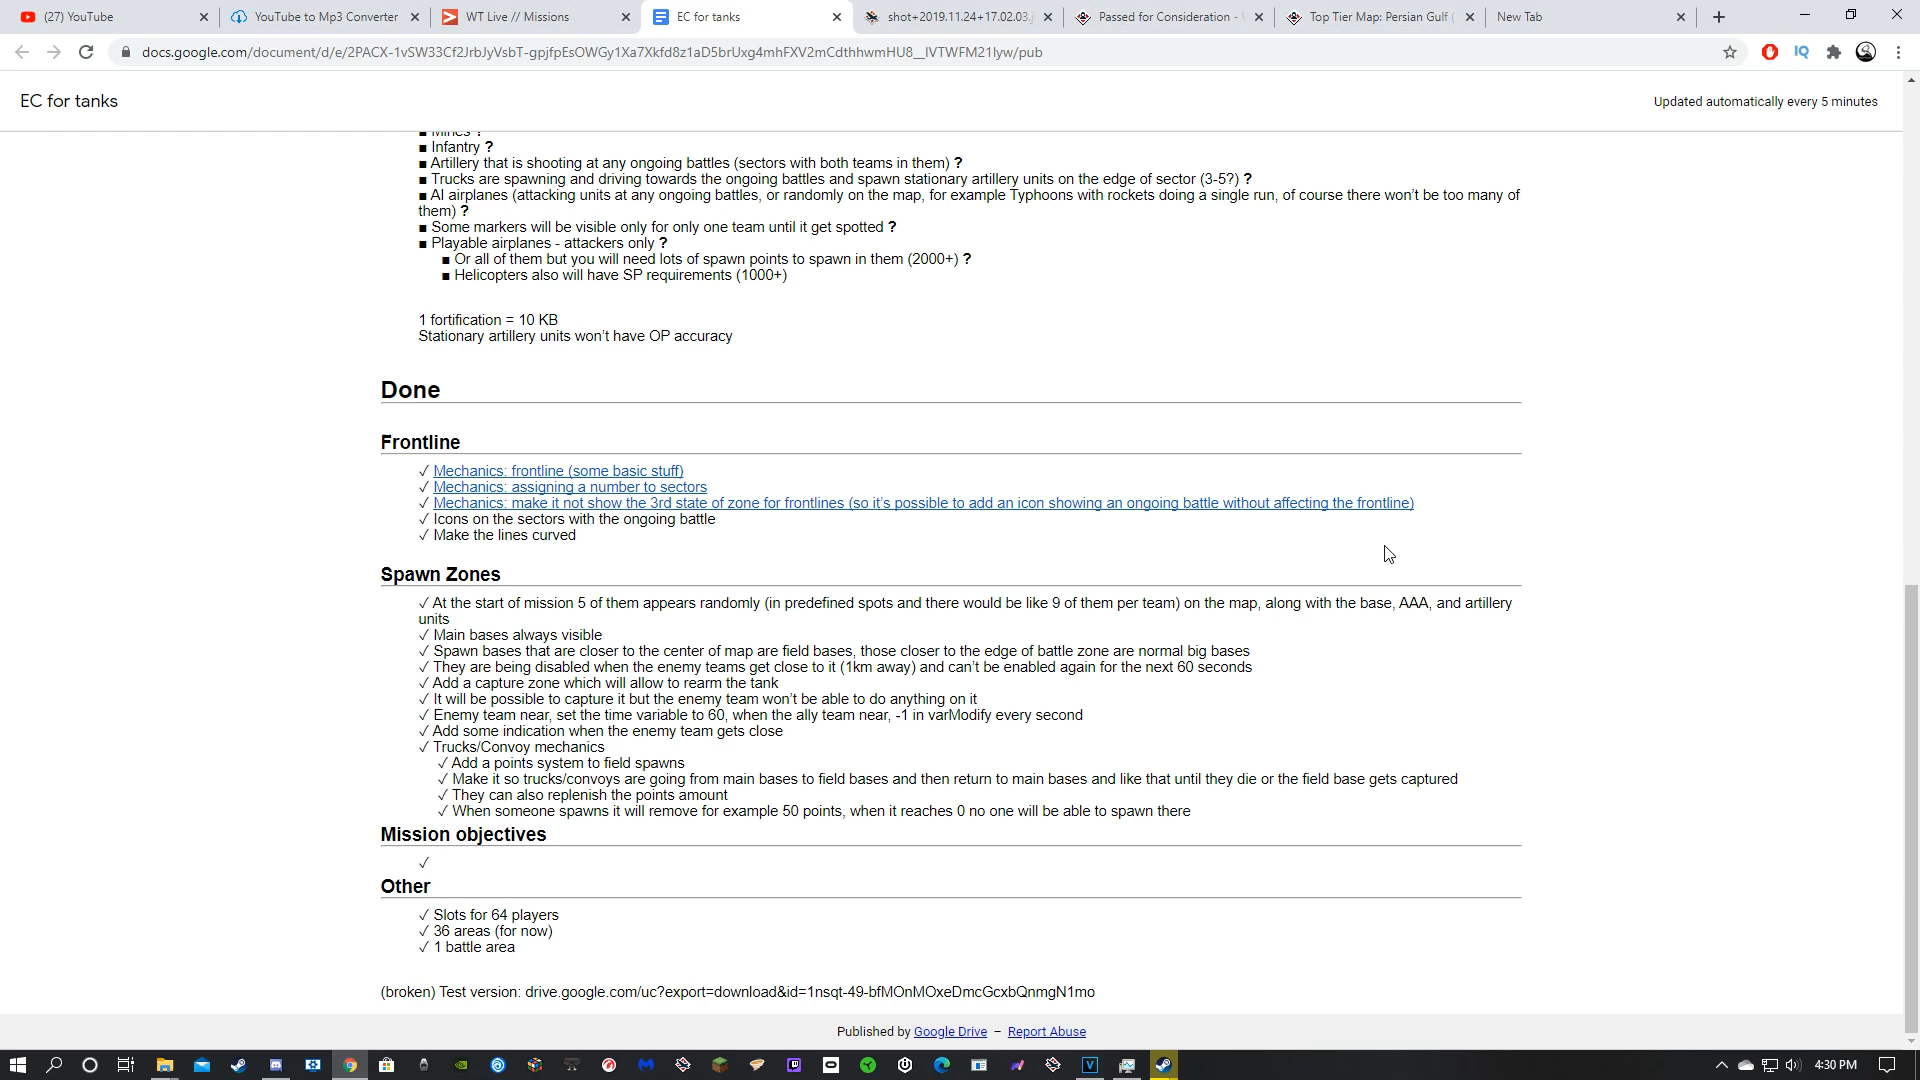 (27) YouTube
YouTube to Mp3 Converter
WT Live // Missions
EC for tanks
shot+2019.11.24+17.02.03.j
Passed for Consideration -
Top Tier Map: Persian Gulf (
New Tab
docs.google.com/document/d/e/2PACX-1vSW33Cf2JrbJyVsbT-gpjfpEsOWGy1Xa7Xkfd8z1aD5brUxg4mhFXV2mCdthhwmHU8__IVTWFM21lyw/pub
EC for tanks
Updated automatically every 5 minutes
■ Mines ?
■ Infantry ?
■ Artillery that is shooting at any ongoing battles (sectors with both teams in them) ?
■ Trucks are spawning and driving towards the ongoing battles and spawn stationary artillery units on the edge of sector (3-5?) ?
■ AI airplanes (attacking units at any ongoing battles, or randomly on the map, for example Typhoons with rockets doing a single run, of course there won't be too many of
them) ?
■ Some markers will be visible only for only one team until it get spotted ?
■ Playable airplanes - attackers only ?
■ Or all of them but you will need lots of spawn points to spawn in them (2000+) ?
■ Helicopters also will have SP requirements (1000+)
1 fortification = 10 KB
Stationary artillery units won't have OP accuracy
Done
Frontline
✓ Mechanics: frontline (some basic stuff)
✓ Mechanics: assigning a number to sectors
✓ Mechanics: make it not show the 3rd state of zone for frontlines (so it's possible to add an icon showing an ongoing battle without affecting the frontline)
✓ Icons on the sectors with the ongoing battle
✓ Make the lines curved
Spawn Zones
✓ At the start of mission 5 of them appears randomly (in predefined spots and there would be like 9 of them per team) on the map, along with the base, AAA, and artillery
units
✓ Main bases always visible
✓ Spawn bases that are closer to the center of map are field bases, those closer to the edge of battle zone are normal big bases
✓ They are being disabled when the enemy teams get close to it (1km away) and can't be enabled again for the next 60 seconds
✓ Add a capture zone which will allow to rearm the tank
✓ It will be possible to capture it but the enemy team won't be able to do anything on it
✓ Enemy team near, set the time variable to 60, when the ally team near, -1 in varModify every second
✓ Add some indication when the enemy team gets close
✓ Trucks/Convoy mechanics
✓ Add a points system to field spawns
✓ Make it so trucks/convoys are going from main bases to field bases and then return to main bases and like that until they die or the field base gets captured
✓ They can also replenish the points amount
✓ When someone spawns it will remove for example 50 points, when it reaches 0 no one will be able to spawn there
Mission objectives
✓
Other
✓ Slots for 64 players
✓ 36 areas (for now)
✓ 1 battle area
(broken) Test version: drive.google.com/uc?export=download&id=1nsqt-49-bfMOnMOxeDmcGcxbQnmgN1mo
Published by Google Drive – Report Abuse
4:30 PM